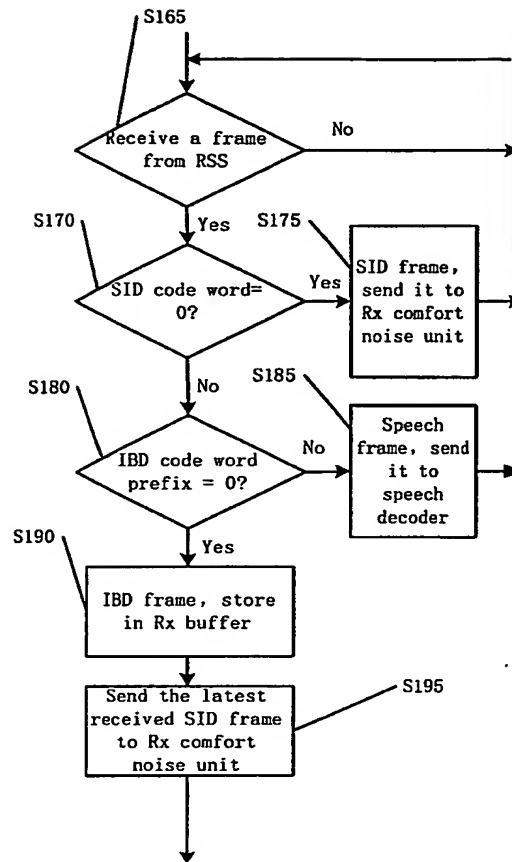 S165
Receive a frame
from RSS
No
Yes
S170
SID code word=
0?
Yes
S175
SID frame,
send it to
Rx comfort
noise unit
No
S180
IBD code word
prefix = 0?
No
S185
Speech
frame, send
it to
speech
decoder
Yes
S190
IBD frame, store
in Rx buffer
Send the latest
received SID frame
to Rx comfort
noise unit
S195